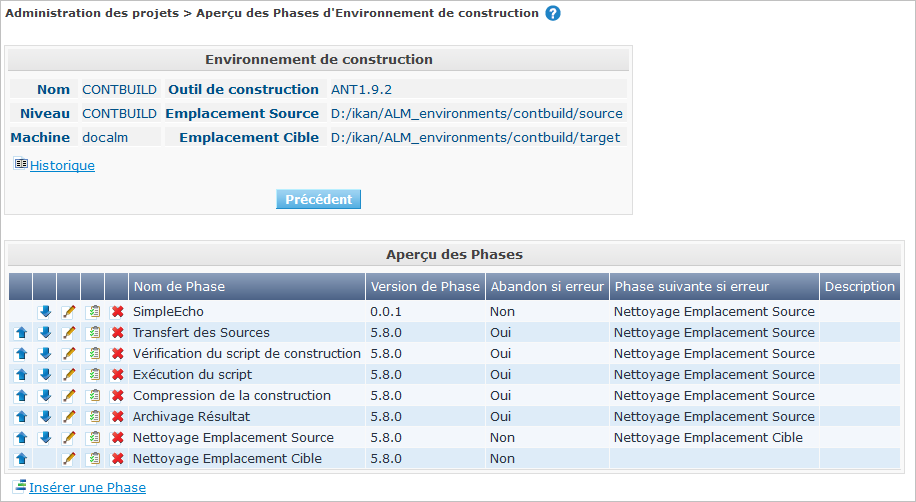 Administration des projets > Aperçu des Phases d'Environnement de construction ?
Environnement de construction
Nom CONTBUILD Outil de construction ANT1.9.2
Niveau CONTBUILD Emplacement Source D:/ikan/ALM_environments/contbuild/source
Machine docalm Emplacement Cible D:/ikan/ALM_environments/contbuild/target
Historique
Précédent
Aperçu des Phases
Nom de Phase Version de Phase Abandon si erreur Phase suivante si erreur Description
SimpleEcho 0.0.1 Non Nettoyage Emplacement Source
Transfert des Sources 5.8.0 Oui Nettoyage Emplacement Source
Vérification du script de construction 5.8.0 Oui Nettoyage Emplacement Source
Exécution du script 5.8.0 Oui Nettoyage Emplacement Source
Compression de la construction 5.8.0 Oui Nettoyage Emplacement Source
Archivage Résultat 5.8.0 Oui Nettoyage Emplacement Source
Nettoyage Emplacement Source 5.8.0 Non Nettoyage Emplacement Cible
Nettoyage Emplacement Cible 5.8.0 Non
Insérer une Phase